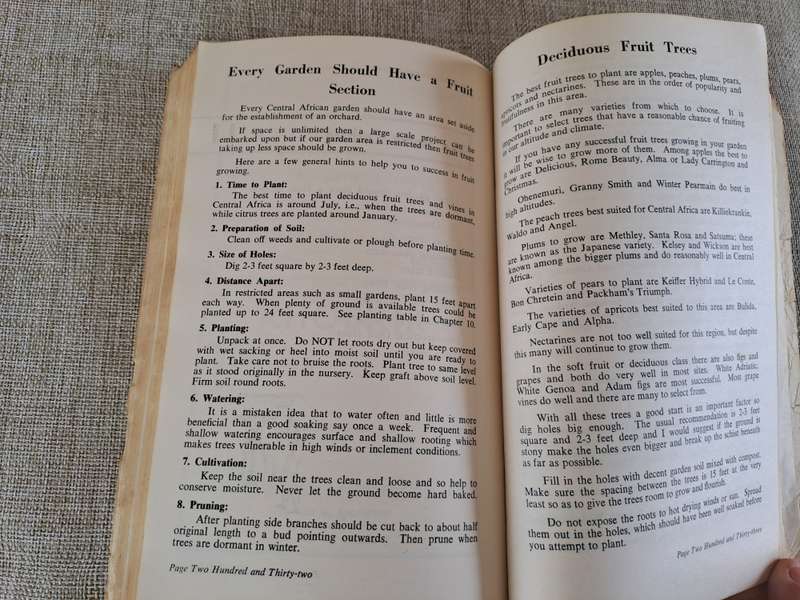 Every Garden Should Have a Fruit
Section
Every Central African garden should have an area set aside
for the establishment of an orchard.
If space is unlimited then a large scale project can be
embarked upon but if our garden area is restricted then fruit trees
taking up less space should be grown.
Here are a few general hints to help you to success in fruit
growing.
1. Time to Plant:
The best time to plant deciduous fruit trees and vines in
Central Africa is around July, i.e., when the trees are dormant,
while citrus trees are planted around January.
2. Preparation of Soil:
Clean off weeds and cultivate or plough before planting time.
3. Size of Holes:
Dig 2-3 feet square by 2-3 feet deep.
4. Distance Apart:
In restricted areas such as small gardens, plant 15 feet apart
each way. When plenty of ground is available trees could be
planted up to 24 feet square. See planting table in Chapter 10.
5. Planting:
Unpack at once. Do NOT let roots dry out but keep covered
with wet sacking or heel into moist soil until you are ready to
plant. Take care not to bruise the roots. Plant tree to same level
as it stood originally in the nursery. Keep graft above soil level.
Firm soil round roots.
6. Watering:
It is a mistaken idea that to water often and little is more
beneficial than a good soaking say once a week. Frequent and
shallow watering encourages surface and shallow rooting which
makes trees vulnerable in high winds or inclement conditions.
7. Cultivation:
Keep the soil near the trees clean and loose and so help to
conserve moisture. Never let the ground become hard baked.
8. Pruning:
After planting side branches should be cut back to about half
original length to a bud pointing outwards. Then prune when
trees are dormant in winter.
Page Two Hundred and Thirty-two
Deciduous Fruit Trees
The best fruit trees to plant are apples, peaches, plums, pears,
apricots and nectarines. These are in the order of popularity and
fruitfulness in this area.
There are many varieties from which to choose. It is
important to select trees that have a reasonable chance of fruiting
in our altitude and climate.
If you have any successful fruit trees growing in your garden
it will be wise to grow more of them. Among apples the best to
grow are Delicious, Rome Beauty, Alma or Lady Carrington and
Christmas.
Ohenemuri, Granny Smith and Winter Pearmain do best in
high altitudes.
The peach trees best suited for Central Africa are Killiekrankie,
Waldo and Angel.
Plums to grow are Methley, Santa Rosa and Satsuma; these
are known as the Japanese variety. Kelsey and Wickson are best
known among the bigger plums and do reasonably well in Central
Africa.
Varieties of pears to plant are Keiffer Hybrid and Le Conte,
Bon Chretein and Packham's Triumph.
The varieties of apricots best suited to this area are Bulida,
Early Cape and Alpha.
Nectarines are not too well suited for this region, but despite
this many will continue to grow them.
In the soft fruit or deciduous class there are also figs and
grapes and both do very well in most sites. White Adriatic,
White Genoa and Adam figs are most successful. Most grape
vines do well and there are many to select from.
With all these trees a good start is an important factor so
dig holes big enough. The usual recommendation is 2-3 feet
square and 2-3 feet deep and I would suggest if the ground is
stony make the holes even bigger and break up the schist beneath
as far as possible.
Fill in the holes with decent garden soil mixed with compost.
Make sure the spacing between the trees is 15 feet at the very
least so as to give the trees room to grow and flourish.
Do not expose the roots to hot drying winds or sun. Spread
them out in the holes, which should have been well soaked before
you attempt to plant.
Page Two Hundred and Thirty-three